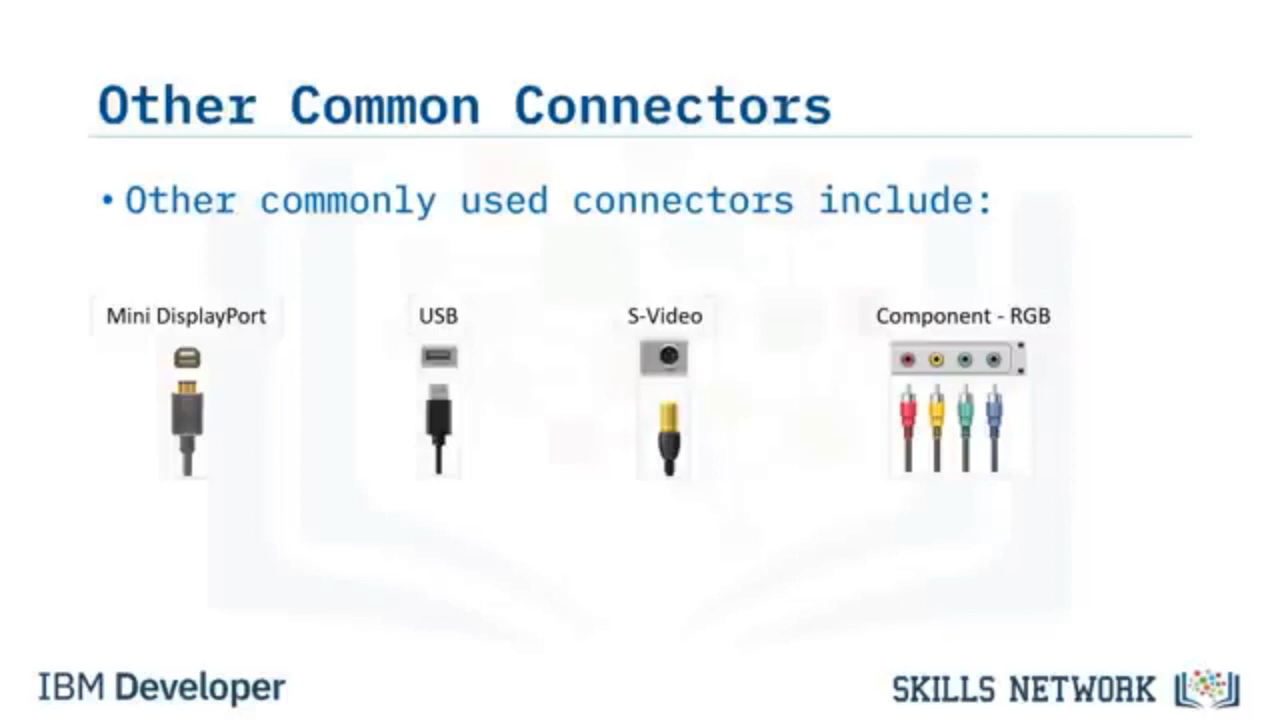 Other Common Connectors
• Other commonly used connectors include:
Mini DisplayPort
USB
S-Video
Component - RGB
IBM Developer
SKILLS NETWORK